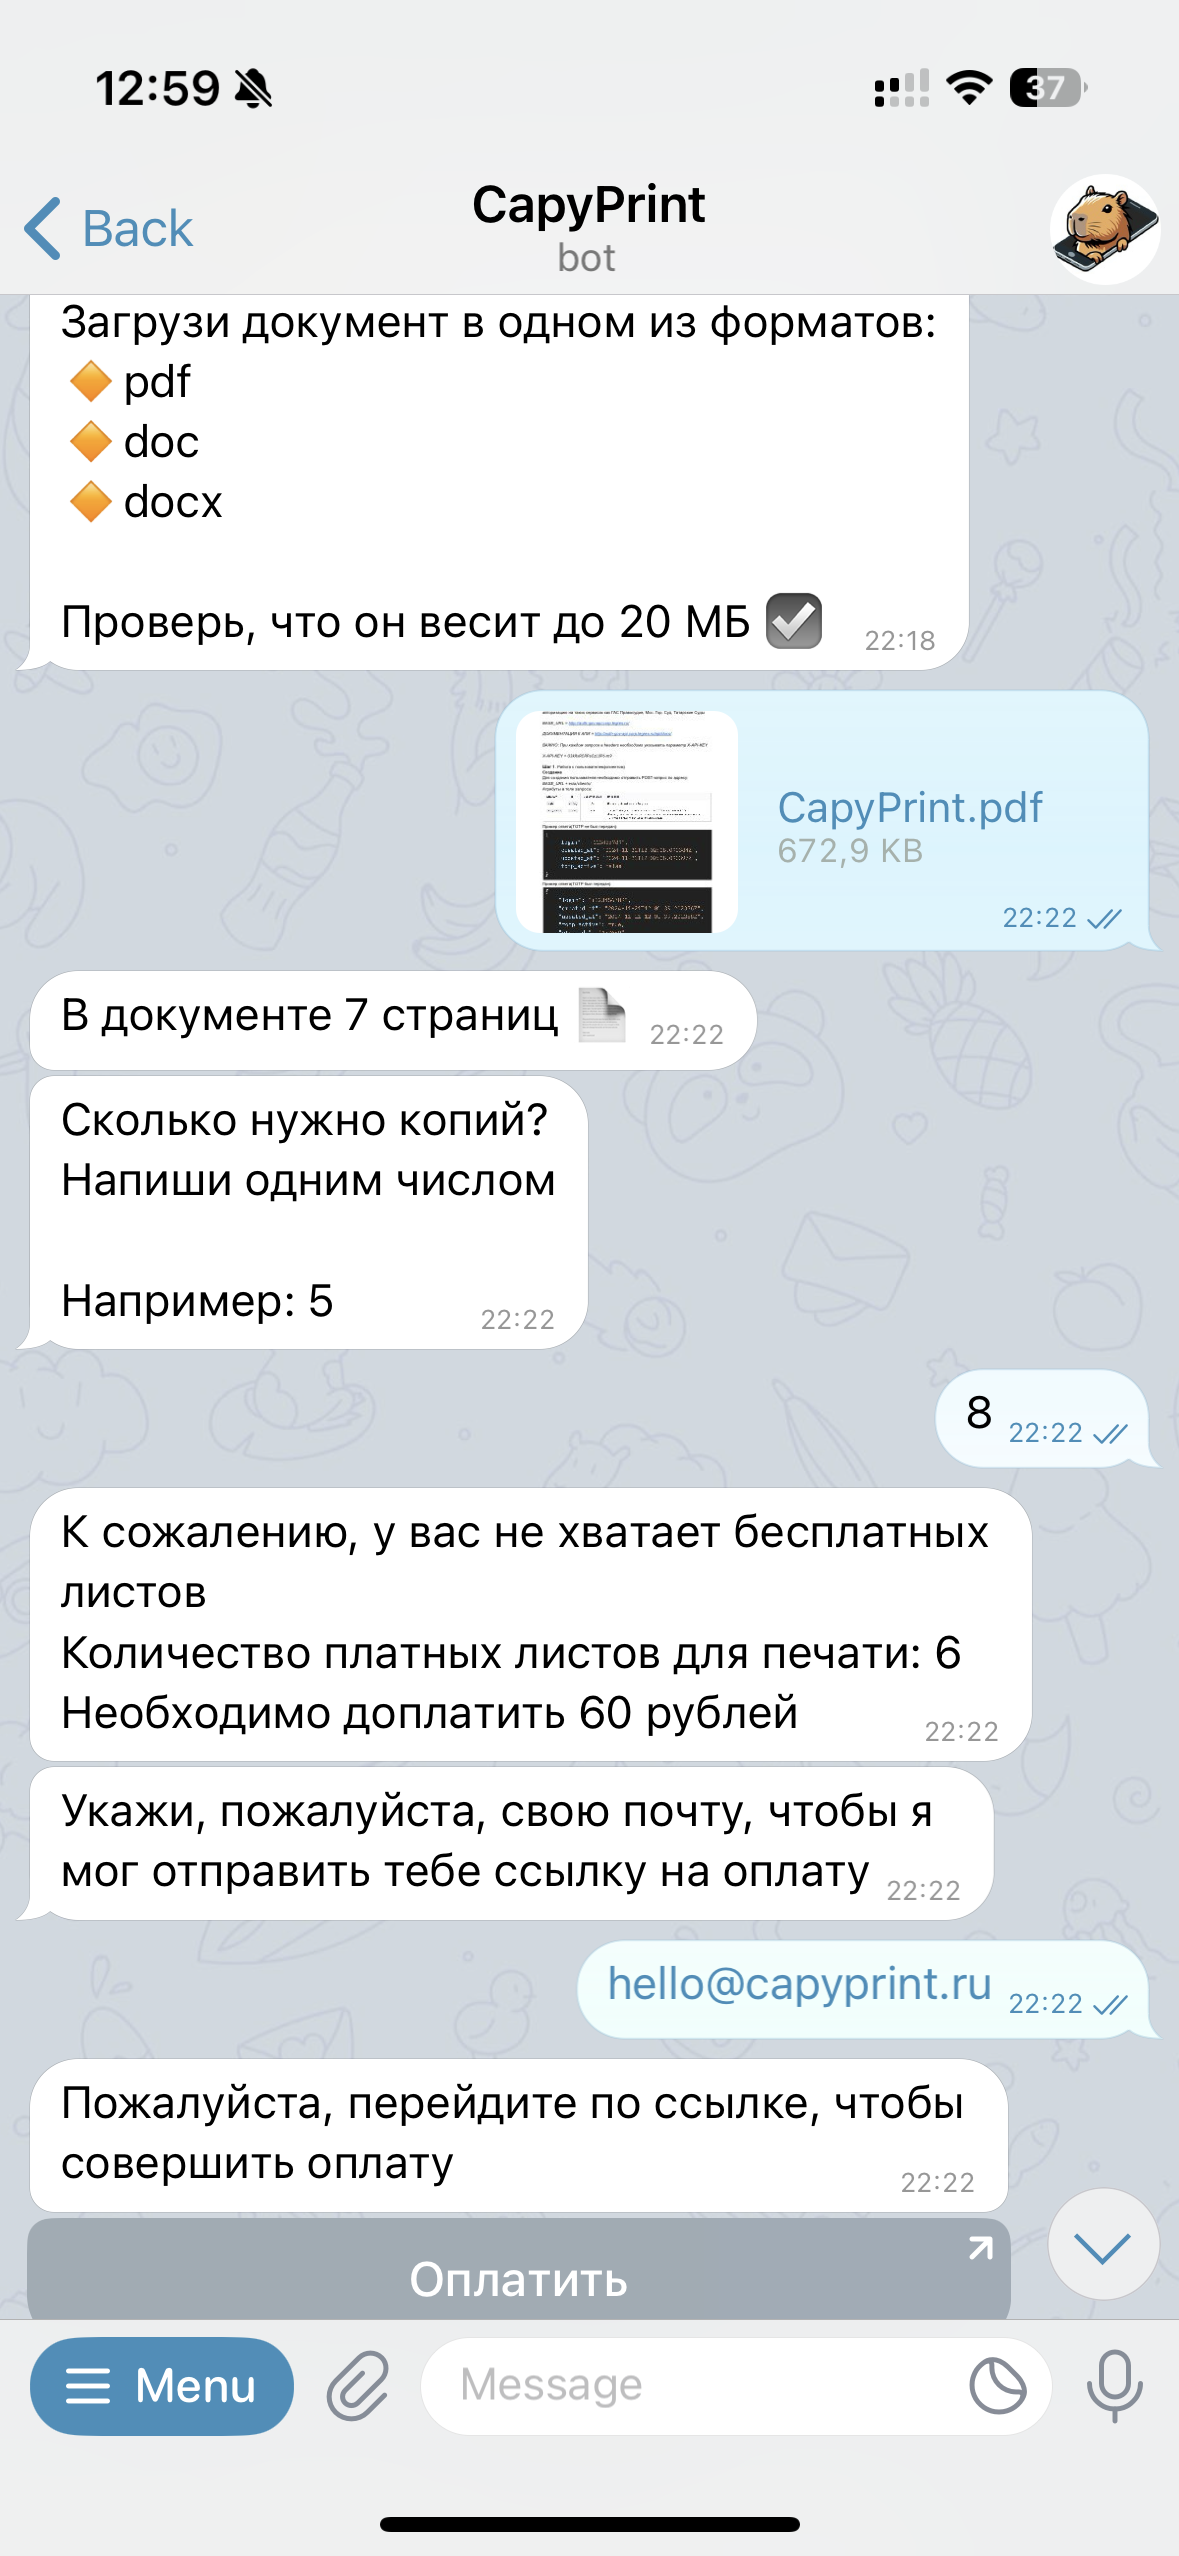 12:59
37
Back
CapyPrint
bot
Загрузи документ в одном из форматов:
pdf
doc
docx
Проверь, что он весит до 20 МБ
22:18
CapyPrint.pdf
672,9 KB
22:22
В документе 7 страниц
22:22
Сколько нужно копий?
Напиши одним числом
Например: 5
22:22
8
22:22
К сожалению, у вас не хватает бесплатных
листов
Количество платных листов для печати: 6
Необходимо доплатить 60 рублей
22:22
Укажи, пожалуйста, свою почту, чтобы я
мог отправить тебе ссылку на оплату
22:22
hello@capyprint.ru
22:22
Пожалуйста, перейдите по ссылке, чтобы
совершить оплату
22:22
Оплатить
Menu
Message